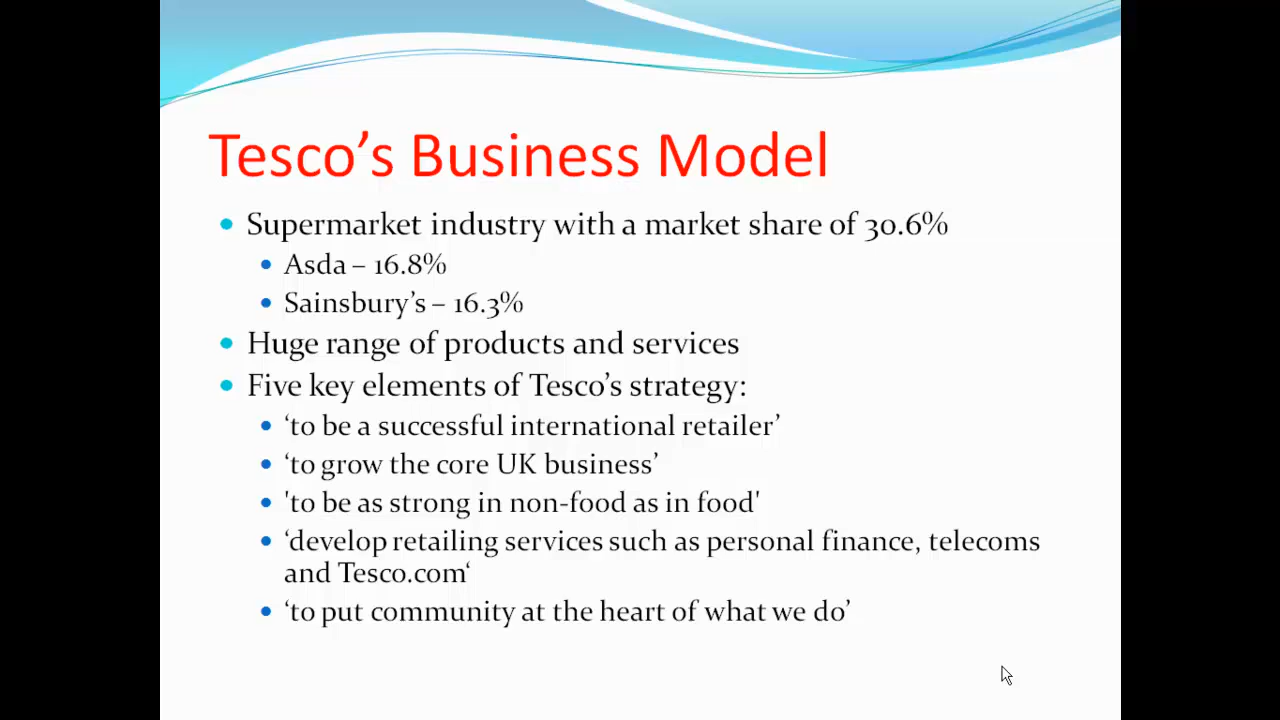 Tesco’s Business Model
• Supermarket industry with a market share of 30.6%
• Asda – 16.8%
• Sainsbury’s – 16.3%
• Huge range of products and services
• Five key elements of Tesco’s strategy:
• ‘to be a successful international retailer’
• ‘to grow the core UK business’
• 'to be as strong in non-food as in food'
• ‘develop retailing services such as personal finance, telecoms
and Tesco.com‘
• ‘to put community at the heart of what we do’